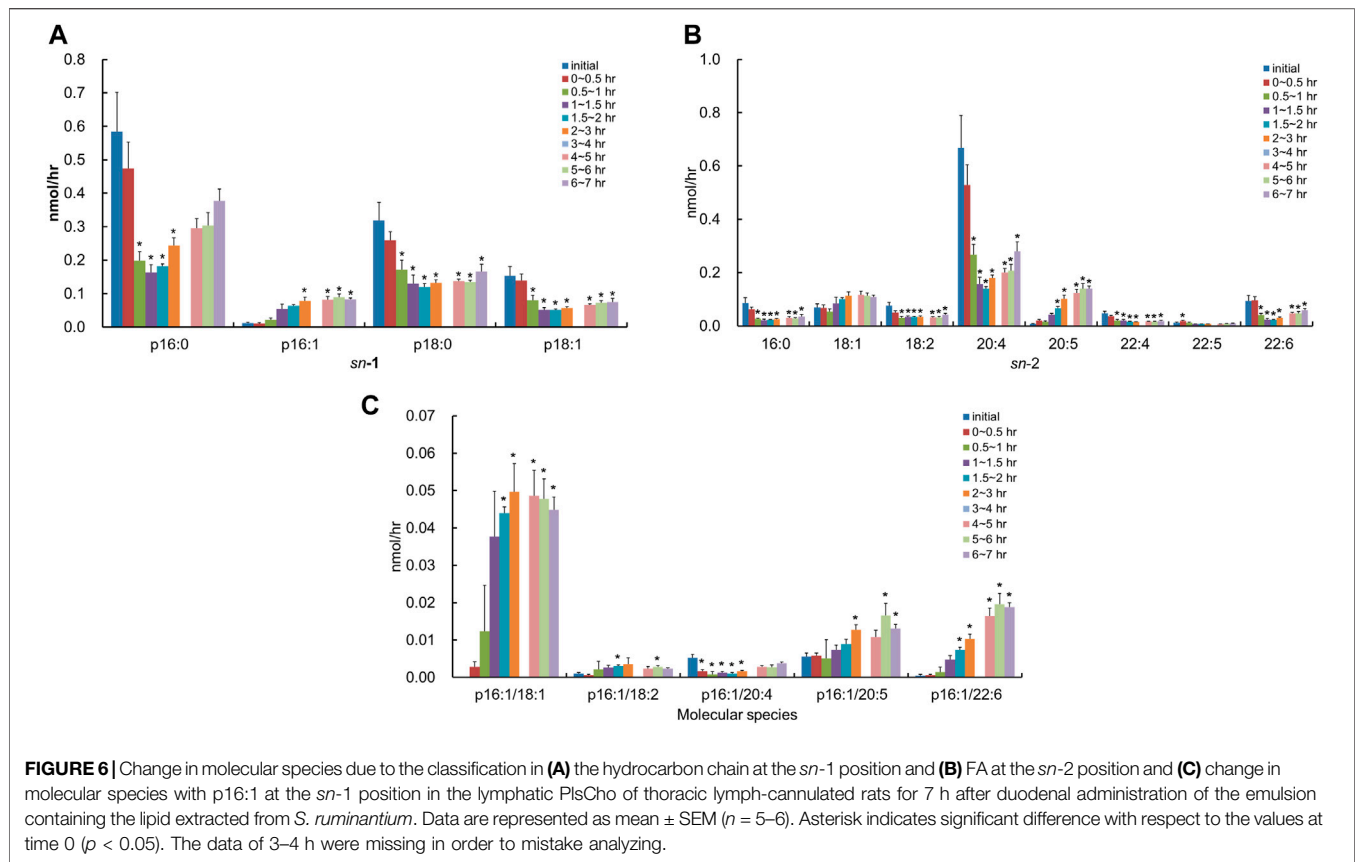 A
0.8
0.7
0.6
0.5
0.4
0.3
0.2
0.1
0.0
nmol/hr
p16:0 p16:1 p18:0 p18:1
sn-1
initial
0~0.5 hr
0.5~1 hr
1~1.5 hr
1.5~2 hr
2~3 hr
3~4 hr
4~5 hr
5~6 hr
6~7 hr
B
1.0
0.8
0.6
0.4
0.2
0.0
nmol/hr
16:0 18:1 18:2 20:4 20:5 22:4 22:5 22:6
sn-2
initial
0~0.5 hr
0.5~1 hr
1~1.5 hr
1.5~2 hr
2~3 hr
3~4 hr
4~5 hr
5~6 hr
6~7 hr
C
0.07
0.06
0.05
0.04
0.03
0.02
0.01
0.00
nmol/hr
p16:1/18:1 p16:1/18:2 p16:1/20:4 p16:1/20:5 p16:1/22:6
Molecular species
initial
0~0.5 hr
0.5~1 hr
1~1.5 hr
1.5~2 hr
2~3 hr
3~4 hr
4~5 hr
5~6 hr
6~7 hr
FIGURE 6 | Change in molecular species due to the classification in (A) the hydrocarbon chain at the sn-1 position and (B) FA at the sn-2 position and (C) change in
molecular species with p16:1 at the sn-1 position in the lymphatic PlsCho of thoracic lymph-cannulated rats for 7 h after duodenal administration of the emulsion
containing the lipid extracted from S. ruminantium. Data are represented as mean ± SEM (n = 5–6). Asterisk indicates significant difference with respect to the values at
time 0 (p < 0.05). The data of 3–4 h were missing in order to mistake analyzing.